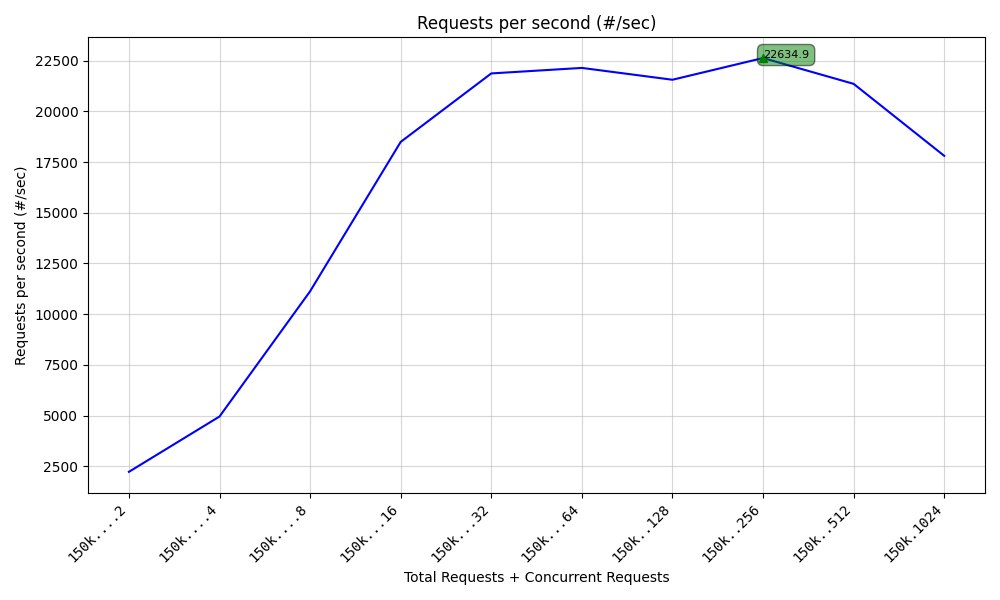 Requests per second (#/sec)
22634.9
22500
20000
17500
15000
12500
10000
7500
5000
2500
Requests per second (#/sec)
150k....2
150k....4
150k....8
150k...16
150k...32
150k...64
150k..128
150k..256
150k..512
150k.1024
Total Requests + Concurrent Requests